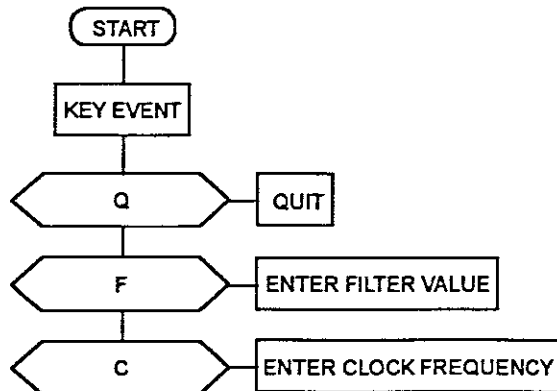 START
KEY EVENT
Q
QUIT
F
ENTER FILTER VALUE
C
ENTER CLOCK FREQUENCY